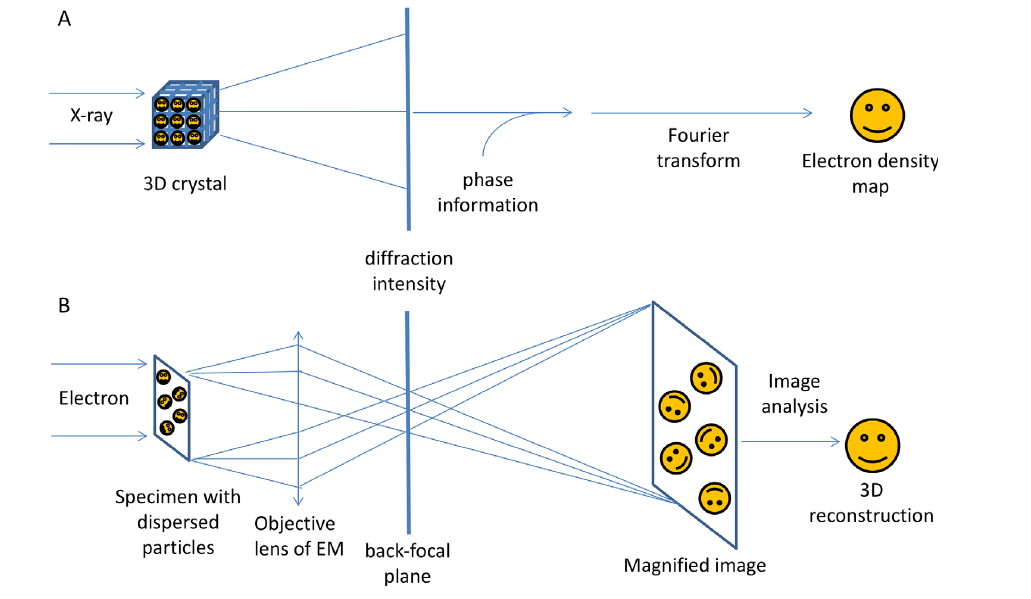 A
X-ray
3D crystal
phase
information
Fourier
transform
Electron density
map
diffraction
intensity
B
Electron
Specimen with
dispersed
particles
Objective
lens of EM
back-focal
plane
Magnified image
Image
analysis
3D
reconstruction